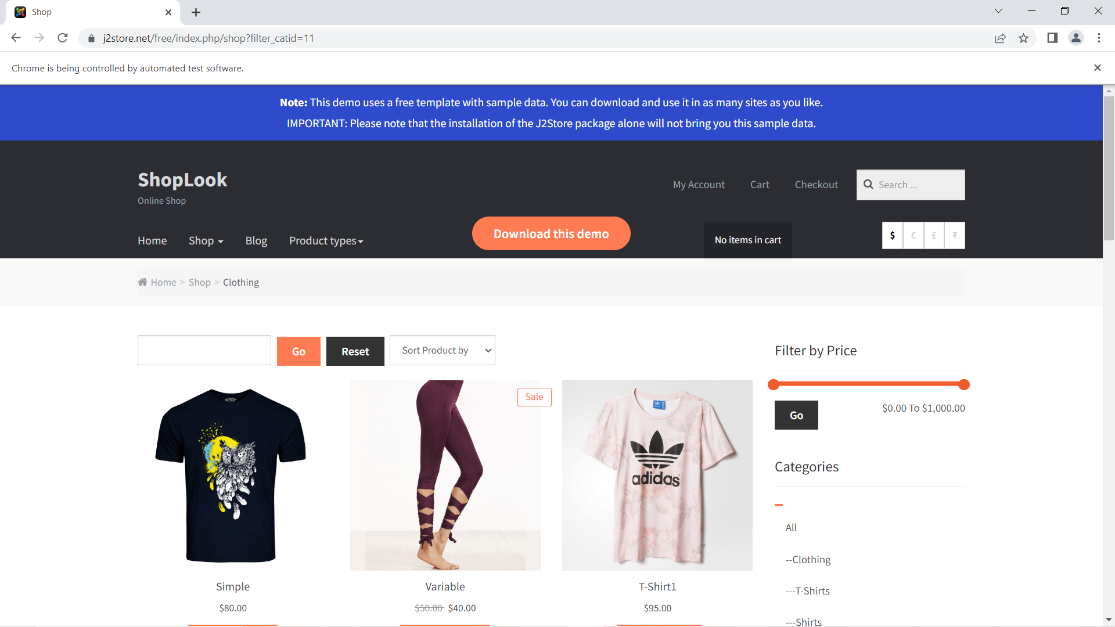 Shop
j2store.net/free/index.php/shop?filter_catid=11
Chrome is being controlled by automated test software.
Note: This demo uses a free template with sample data. You can download and use it in as many sites as you like.
IMPORTANT: Please note that the installation of the J2Store package alone will not bring you this sample data.
ShopLook
Online Shop
My Account Cart Checkout Search ...
Home Shop Blog Product types Download this demo No items in cart $ € £ ₹
Home > Shop > Clothing
Go Reset Sort Product by
Filter by Price
Go $0.00 To $1,000.00
Sale
adidas
Simple
$80.00
Variable
$50.00 $40.00
T-Shirt1
$95.00
Categories
All
--Clothing
---T-Shirts
---Shirts